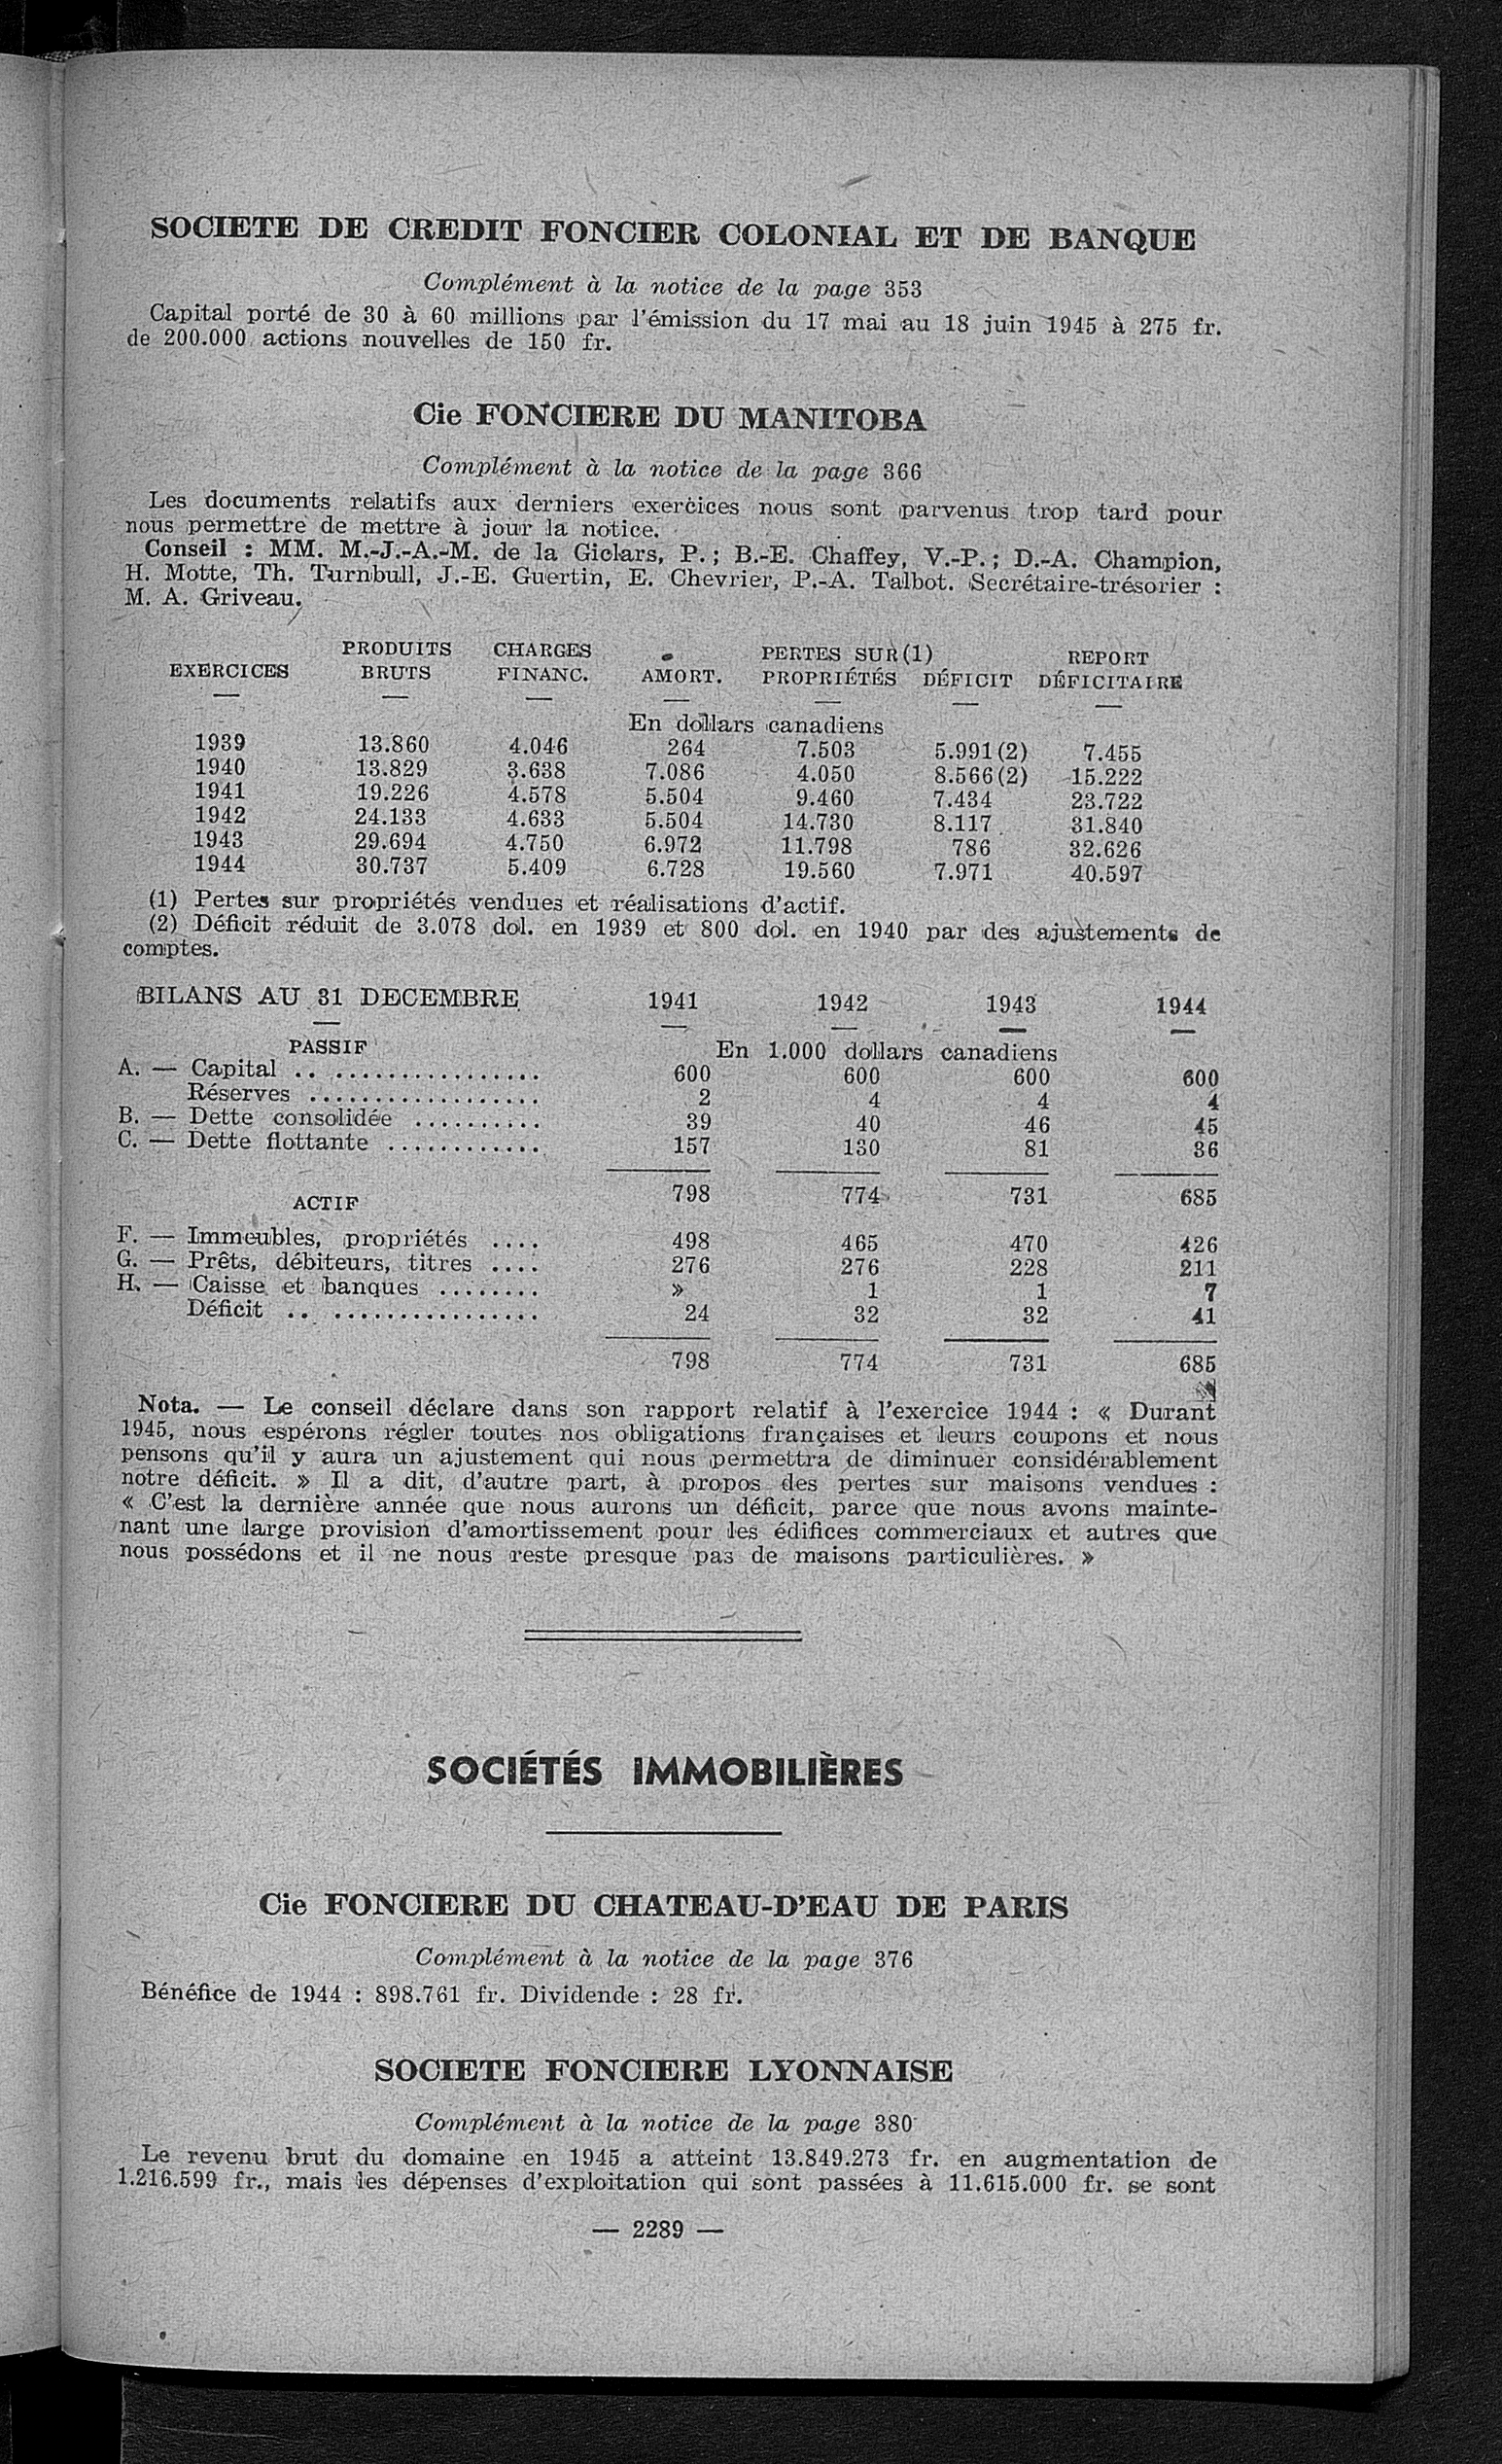 SOCIETE DE CREDIT FONCIER COLONIAL ET DE BANQUE
Complément à la notice de la page 353
Capital porté de 30 à 60 millions par l'émission du 17 mai au 18 juin 1945 à 275 fr.
de 200.000 actions nouvelles de 150 fr.
Cie FONCIERE DU MANITOBA
Complément à la notice de la page 366
Les documents relatifs aux derniers exercices nous sont parvenus trop tard pour
nous permettre de mettre à jour la notice.
Conseil : MM. M.-J.-A.-M. de la Giclars, P.; B.-E. Chaffey, V.-P.; D.-A. Champion,
H. Motte, Th. Turnbull, J.-E. Guertin, E. Chevrier, P.-A. Talbot. Secrétaire-trésorier :
M. A. Griveau.
PRODUITS CHARGES PERTES SUR (1) REPORT
EXERCICES BRUTS FINANC. AMORT. PROPRIÉTÉS DÉFICIT DÉFICITAIRE
En dollars canadiens
1939 13.860 4.046 264 7.503 5.991 (2) 7.455
1940 13.829 3.638 7.086 4.050 8.566 (2) 15.222
1941 19.226 4.578 5.504 9.460 7.434 23.722
1942 24.133 4.633 5.504 14.730 8.117 31.840
1943 29.694 4.750 6.972 11.798 786 32.626
1944 30.737 5.409 6.728 19.560 7.971 40.597
(1) Pertes sur propriétés vendues et réalisations d'actif.
(2) Déficit réduit de 3.078 dol. en 1939 et 800 dol. en 1940 par des ajustements de
comptes.
BILANS AU 31 DECEMBRE 1941 1942 1943 1944
PASSIF En 1.000 dollars canadiens
A. — Capital .. ................ 600 600 600 600
Réserves .................. 2 4 4 4
B. — Dette consolidée .......... 39 40 46 45
C. — Dette flottante ............ 157 130 81 36
798 774 731 685
ACTIF
F. — Immeubles, propriétés .... 498 465 470 426
G. — Prêts, débiteurs, titres .... 276 276 228 211
H. — Caisse et banques ........ » 1 1 7
Déficit .. ................ 24 32 32 41
798 774 731 685
Nota. — Le conseil déclare dans son rapport relatif à l'exercice 1944 : « Durant
1945, nous espérons régler toutes nos obligations françaises et leurs coupons et nous
pensons qu'il y aura un ajustement qui nous permettra de diminuer considérablement
notre déficit. » Il a dit, d'autre part, à propos des pertes sur maisons vendues :
« C'est la dernière année que nous aurons un déficit, parce que nous avons mainte-
nant une large provision d'amortissement pour les édifices commerciaux et autres que
nous possédons et il ne nous reste presque pas de maisons particulières. »
SOCIÉTÉS IMMOBILIÈRES
Cie FONCIERE DU CHATEAU-D'EAU DE PARIS
Complément à la notice de la page 376
Bénéfice de 1944 : 898.761 fr. Dividende : 28 fr.
SOCIETE FONCIERE LYONNAISE
Complément à la notice de la page 380
Le revenu brut du domaine en 1945 a atteint 13.849.273 fr. en augmentation de
1.216.599 fr., mais les dépenses d'exploitation qui sont passées à 11.615.000 fr. se sont
— 2289 —